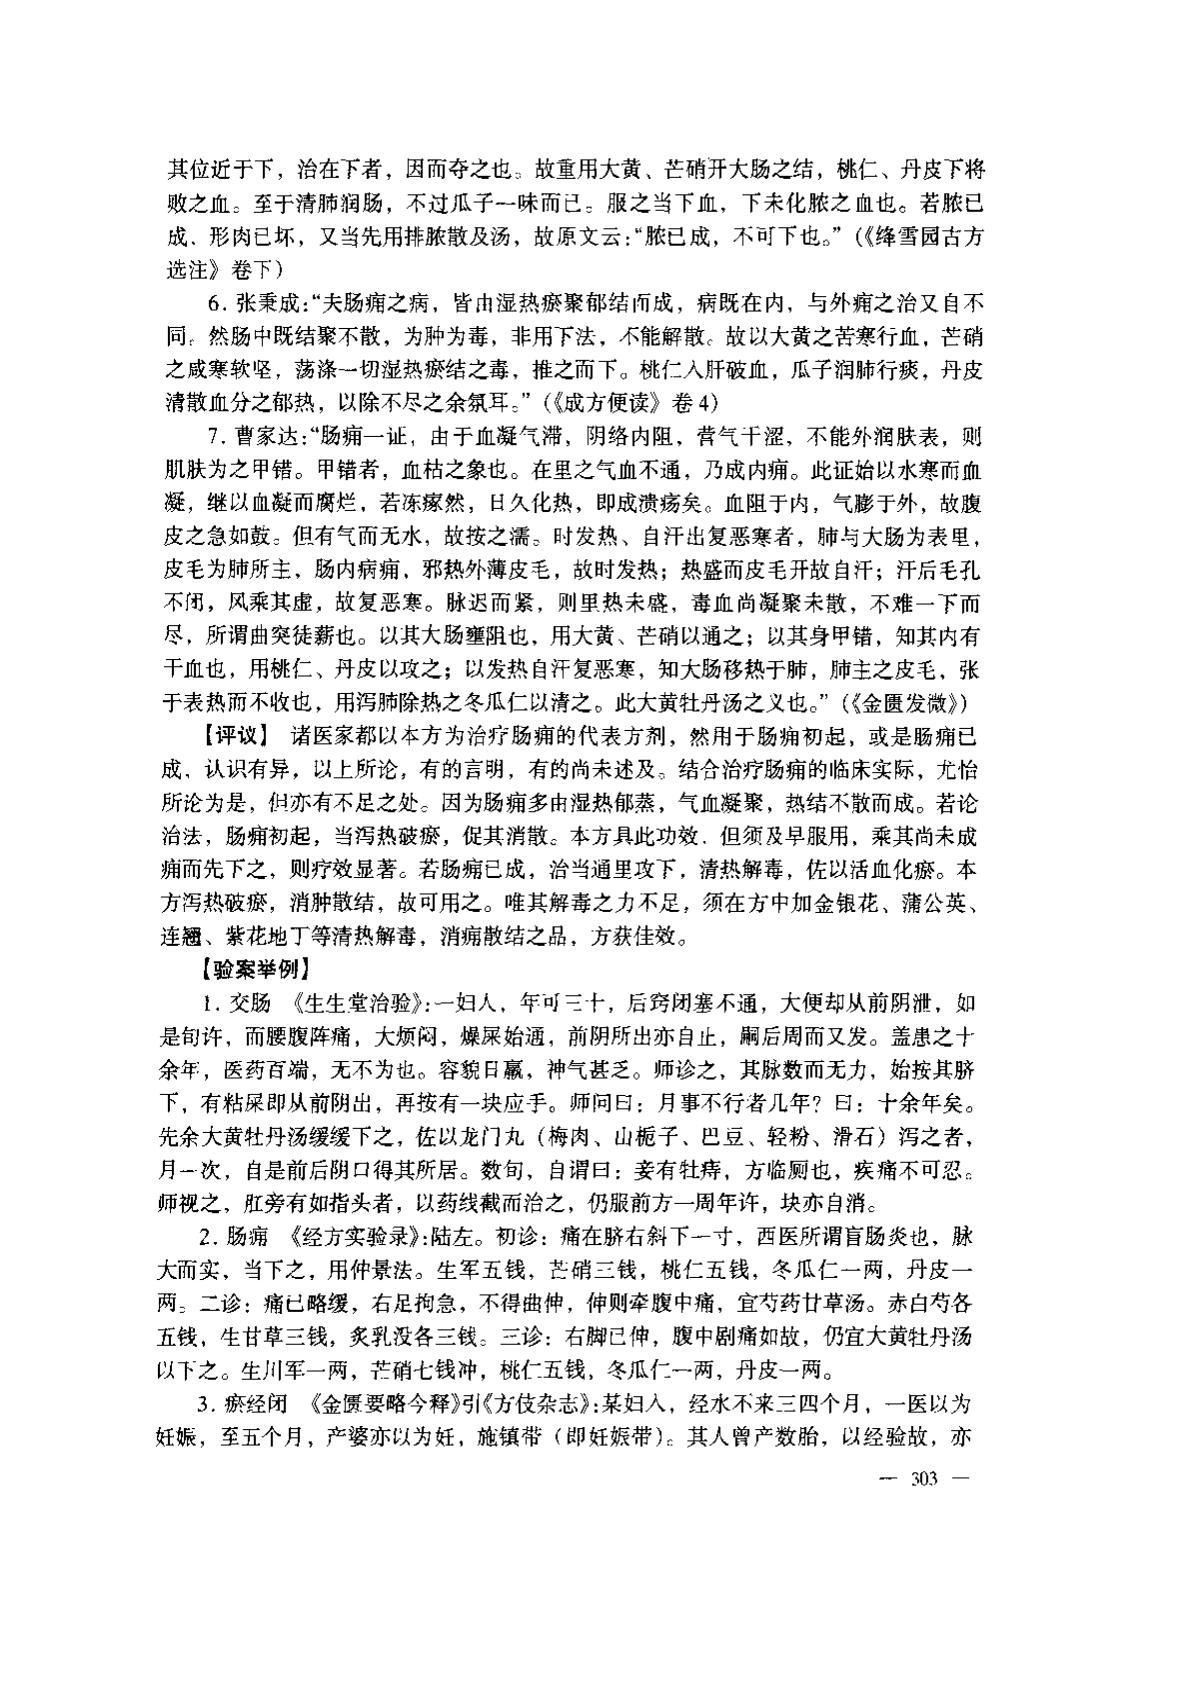 其位近于下，治在下者，因而夺之也。故重用大黄、芒硝开大肠之结，桃仁、丹皮下将
败之血。至于清肺润肠，不过瓜子一味而已。服之当下血，下未化脓之血也。若脓已
成，形肉已坏，又当先用排脓散及汤，故原文云：“脓已成，不可下也。”（《绛雪园古方
选注》卷下）
6. 张秉成：“夫肠痈之病，皆由湿热瘀聚郁结而成，病既在内，与外痈之治又自不
同。然肠中既结聚不散，为肿为毒，非用下法，不能解散。故以大黄之苦寒行血，芒硝
之咸寒软坚，荡涤一切湿热瘀结之毒，推之而下。桃仁入肝破血，瓜子润肺行痰，丹皮
清散血分之郁热，以除不尽之余氛耳。”（《成方便读》卷4）
7. 曹家达：“肠痈一证，由于血凝气滞，阴络内阻，营气干涩，不能外润肤表，则
肌肤为之甲错。甲错者，血枯之象也。在里之气血不通，乃成内痈。此证始以水寒而血
凝，继以血凝而腐烂，若冻瘃然，日久化热，即成溃疡矣。血阻于内，气膨于外，故腹
皮之急如鼓。但有气而无水，故按之濡。时发热、自汗出复恶寒者，肺与大肠为表里，
皮毛为肺所主，肠内病痈，邪热外薄皮毛，故时发热；热盛而皮毛开故自汗；汗后毛孔
不闭，风乘其虚，故复恶寒。脉迟而紧，则里热未盛，毒血尚凝聚未散，不难一下而
尽，所谓曲突徙薪也。以其大肠壅阻也，用大黄、芒硝以通之；以其身甲错，知其内有
干血也，用桃仁、丹皮以攻之；以发热自汗复恶寒，知大肠移热于肺，肺主之皮毛，张
于表热而不收也，用泻肺除热之冬瓜仁以清之。此大黄牡丹汤之义也。”（《金匮发微》）
【评议】 诸医家都以本方为治疗肠痈的代表方剂，然用于肠痈初起，或是肠痈已
成，认识有异，以上所论，有的言明，有的尚未述及。结合治疗肠痈的临床实际，尤怡
所论为是，但亦有不足之处。因为肠痈多由湿热郁蒸，气血凝聚，热结不散而成。若论
治法，肠痈初起，当泻热破瘀，促其消散。本方具此功效，但须及早服用，乘其尚未成
痈而先下之，则疗效显著。若肠痈已成，治当通里攻下，清热解毒，佐以活血化瘀。本
方泻热破瘀，消肿散结，故可用之。唯其解毒之力不足，须在方中加金银花、蒲公英、
连翘、紫花地丁等清热解毒，消痈散结之品，方获佳效。
【验案举例】
1. 交肠 《生生堂治验》：一妇人，年可三十，后窍闭塞不通，大便却从前阴泄，如
是旬许，而腰腹阵痛，大烦闷，燥屎始通，前阴所出亦自止，嗣后周而又发。盖患之十
余年，医药百端，无不为也。容貌日羸，神气甚乏。师诊之，其脉数而无力，始按其脐
下，有粘屎即从前阴出，再按有一块应手。师问曰：月事不行者几年？曰：十余年矣。
先余大黄牡丹汤缓缓下之，佐以龙门丸（梅肉、山栀子、巴豆、轻粉、滑石）泻之者，
月一次，自是前后阴口得其所居。数旬，自谓曰：妾有牡痔，方临厕也，疼痛不可忍。
师视之，肛旁有如指头者，以药线截而治之，仍服前方一周年许，块亦自消。
2. 肠痈 《经方实验录》：陆左。初诊：痛在脐右斜下一寸，西医所谓盲肠炎也，脉
大而实，当下之，用仲景法。生军五钱，芒硝三钱，桃仁五钱，冬瓜仁一两，丹皮一
两。二诊：痛已略缓，右足拘急，不得曲伸，伸则牵腹中痛，宜芍药甘草汤。赤白芍各
五钱，生甘草三钱，炙乳没各三钱。三诊：右脚已伸，腹中剧痛如故，仍宜大黄牡丹汤
以下之。生川军一两，芒硝七钱冲，桃仁五钱，冬瓜仁一两，丹皮一两。
3. 瘀经闭 《金匮要略今释》引《方伎杂志》：某妇人，经水不来三四个月，一医以为
妊娠，至五个月，产婆亦以为妊，施镇带（即妊娠带）。其人曾产数胎，以经验故，亦
— 303 —